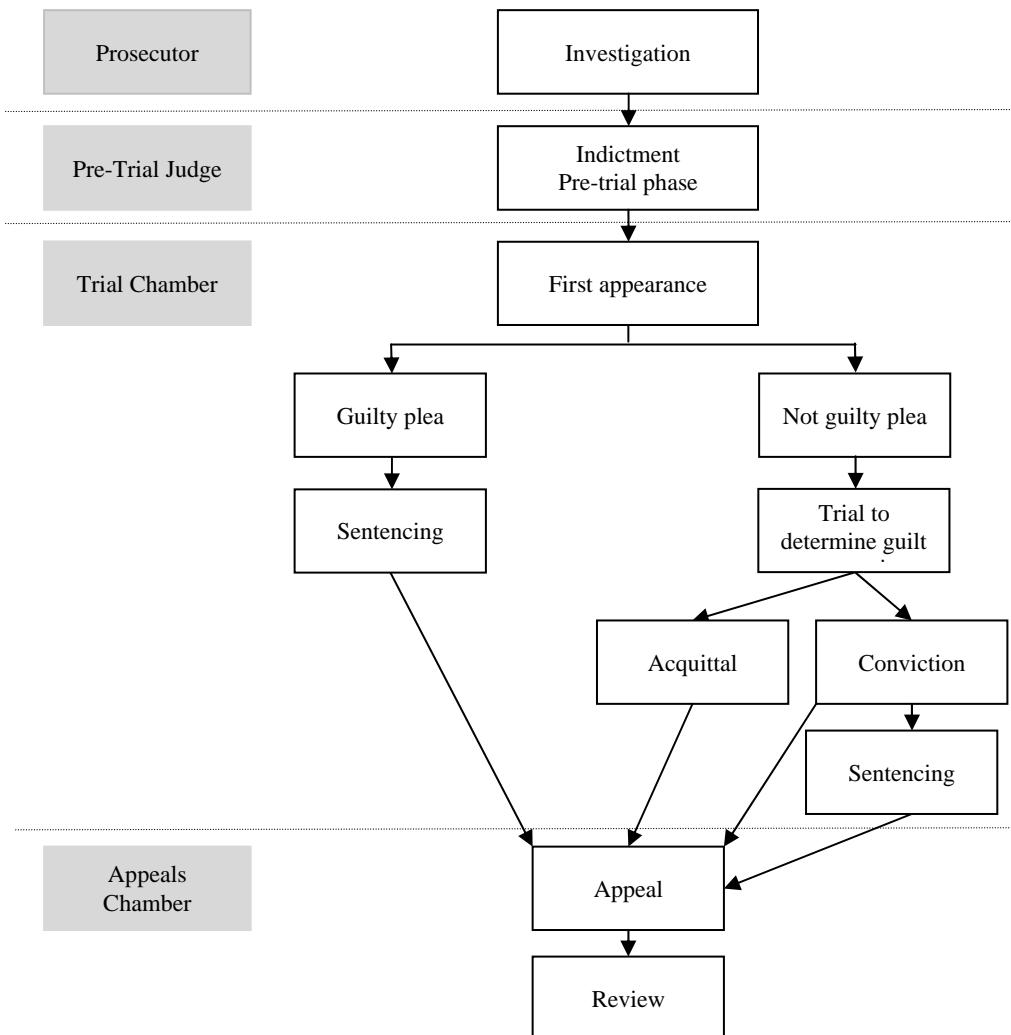 Prosecutor
Investigation
Pre-Trial Judge
Indictment
Pre-trial phase
Trial Chamber
First appearance
Guilty plea
Not guilty plea
Sentencing
Trial to
determine guilt
Acquittal
Conviction
Sentencing
Appeals
Chamber
Appeal
Review